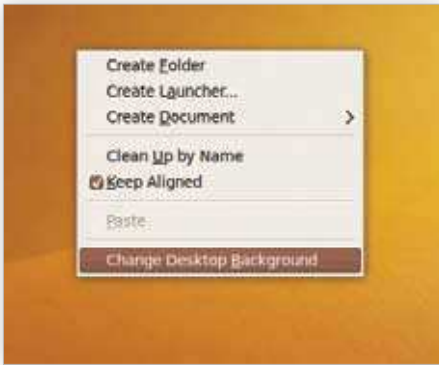 Create Folder
Create Launcher...
Create Document
Clean Up by Name
Keep Aligned
Paste
Change Desktop Background